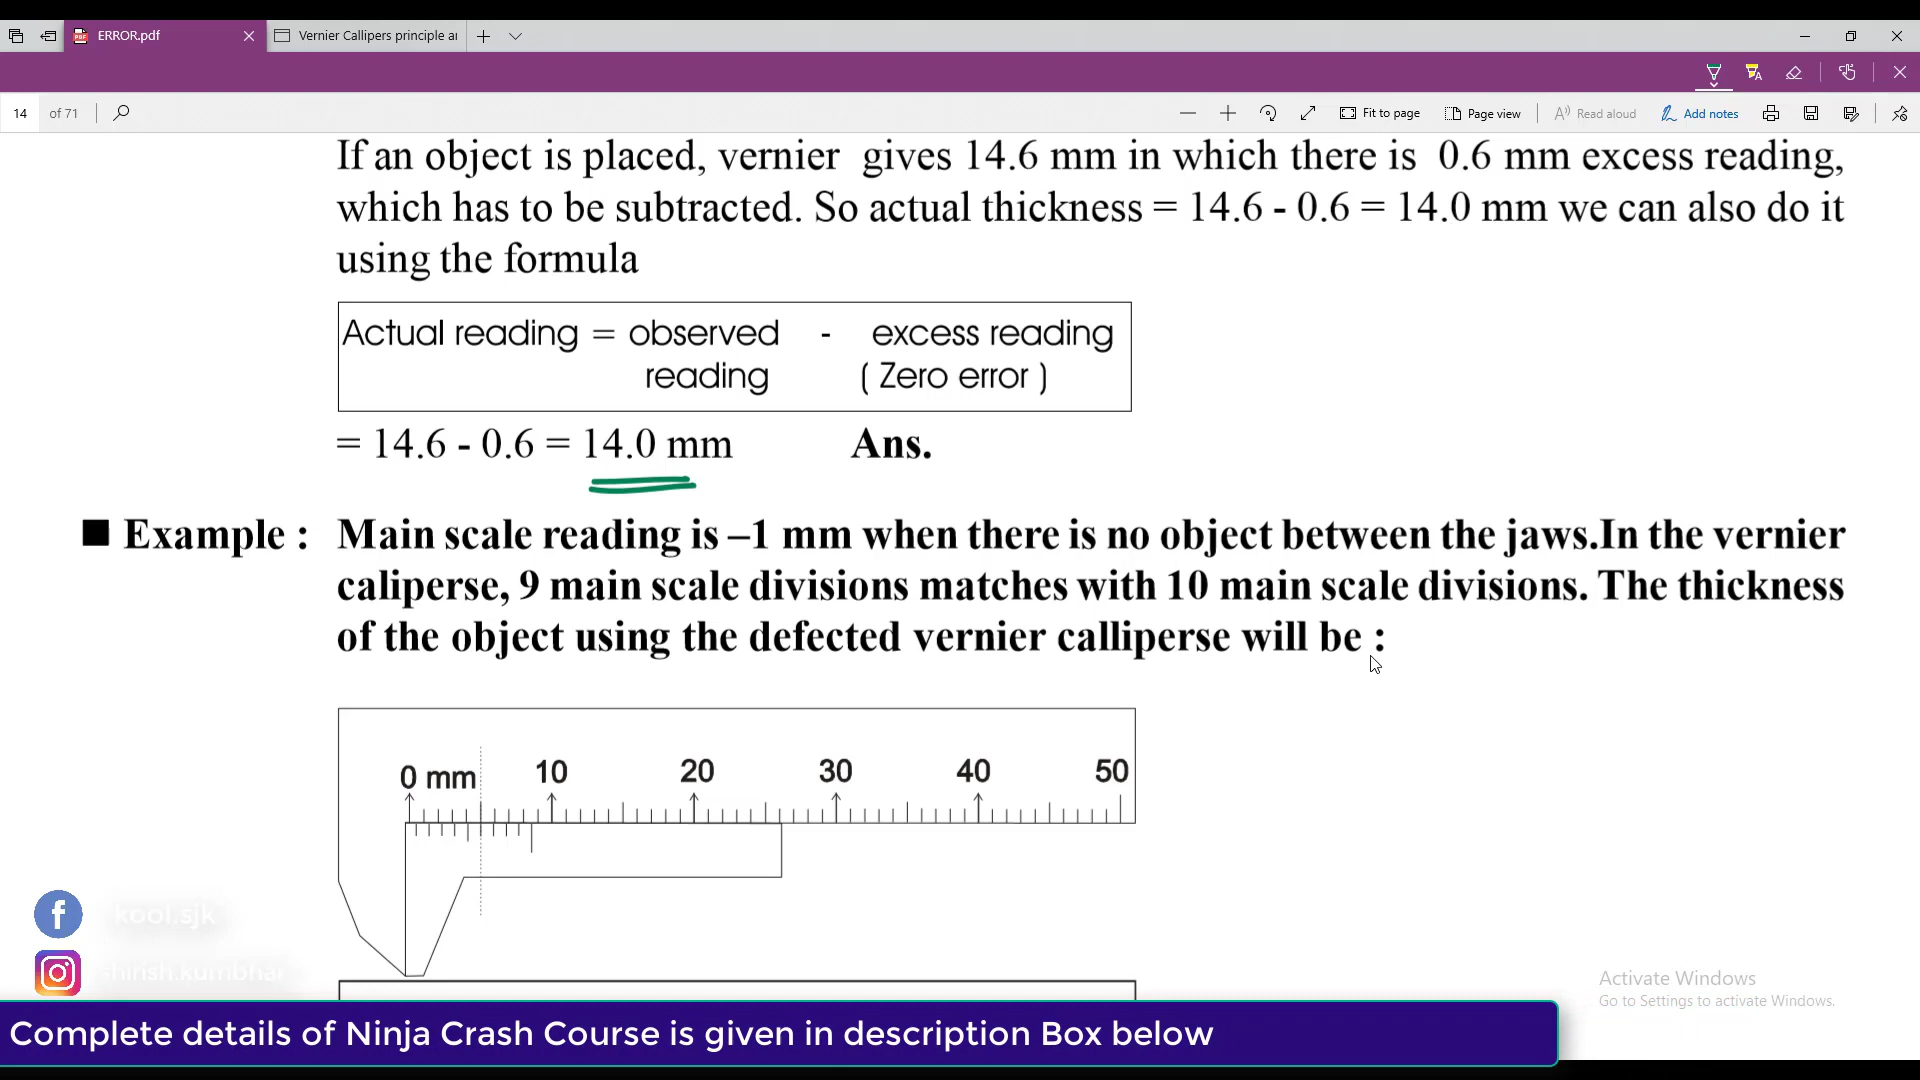 ERROR.pdf
Vernier Callipers principle ar
14 of 71
Fit to page
Page view
Read aloud
Add notes
If an object is placed, vernier gives 14.6 mm in which there is 0.6 mm excess reading,
which has to be subtracted. So actual thickness = 14.6 - 0.6 = 14.0 mm we can also do it
using the formula
Actual reading = observed - excess reading
reading ( Zero error )
= 14.6 - 0.6 = 14.0 mm Ans.
■ Example : Main scale reading is –1 mm when there is no object between the jaws.In the vernier
caliperse, 9 main scale divisions matches with 10 main scale divisions. The thickness
of the object using the defected vernier calliperse will be :
0 mm 10 20 30 40 50
kool.sjk
shirish.kumbhar
Activate Windows
Go to Settings to activate Windows.
Complete details of Ninja Crash Course is given in description Box below